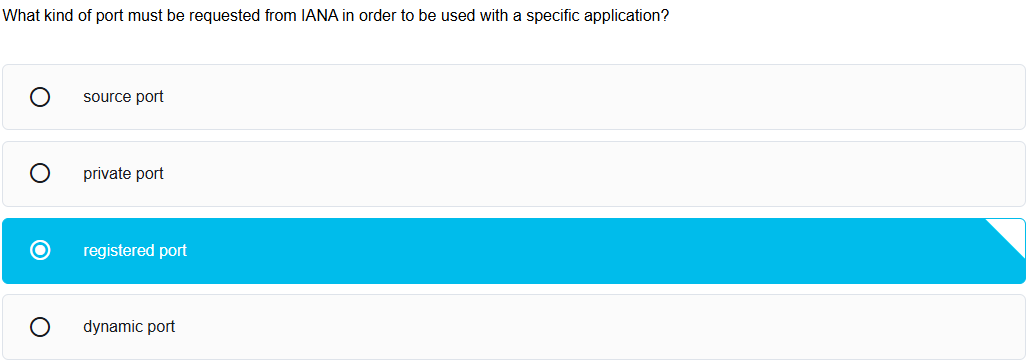 What kind of port must be requested from IANA in order to be used with a specific application?
source port
private port
registered port
dynamic port